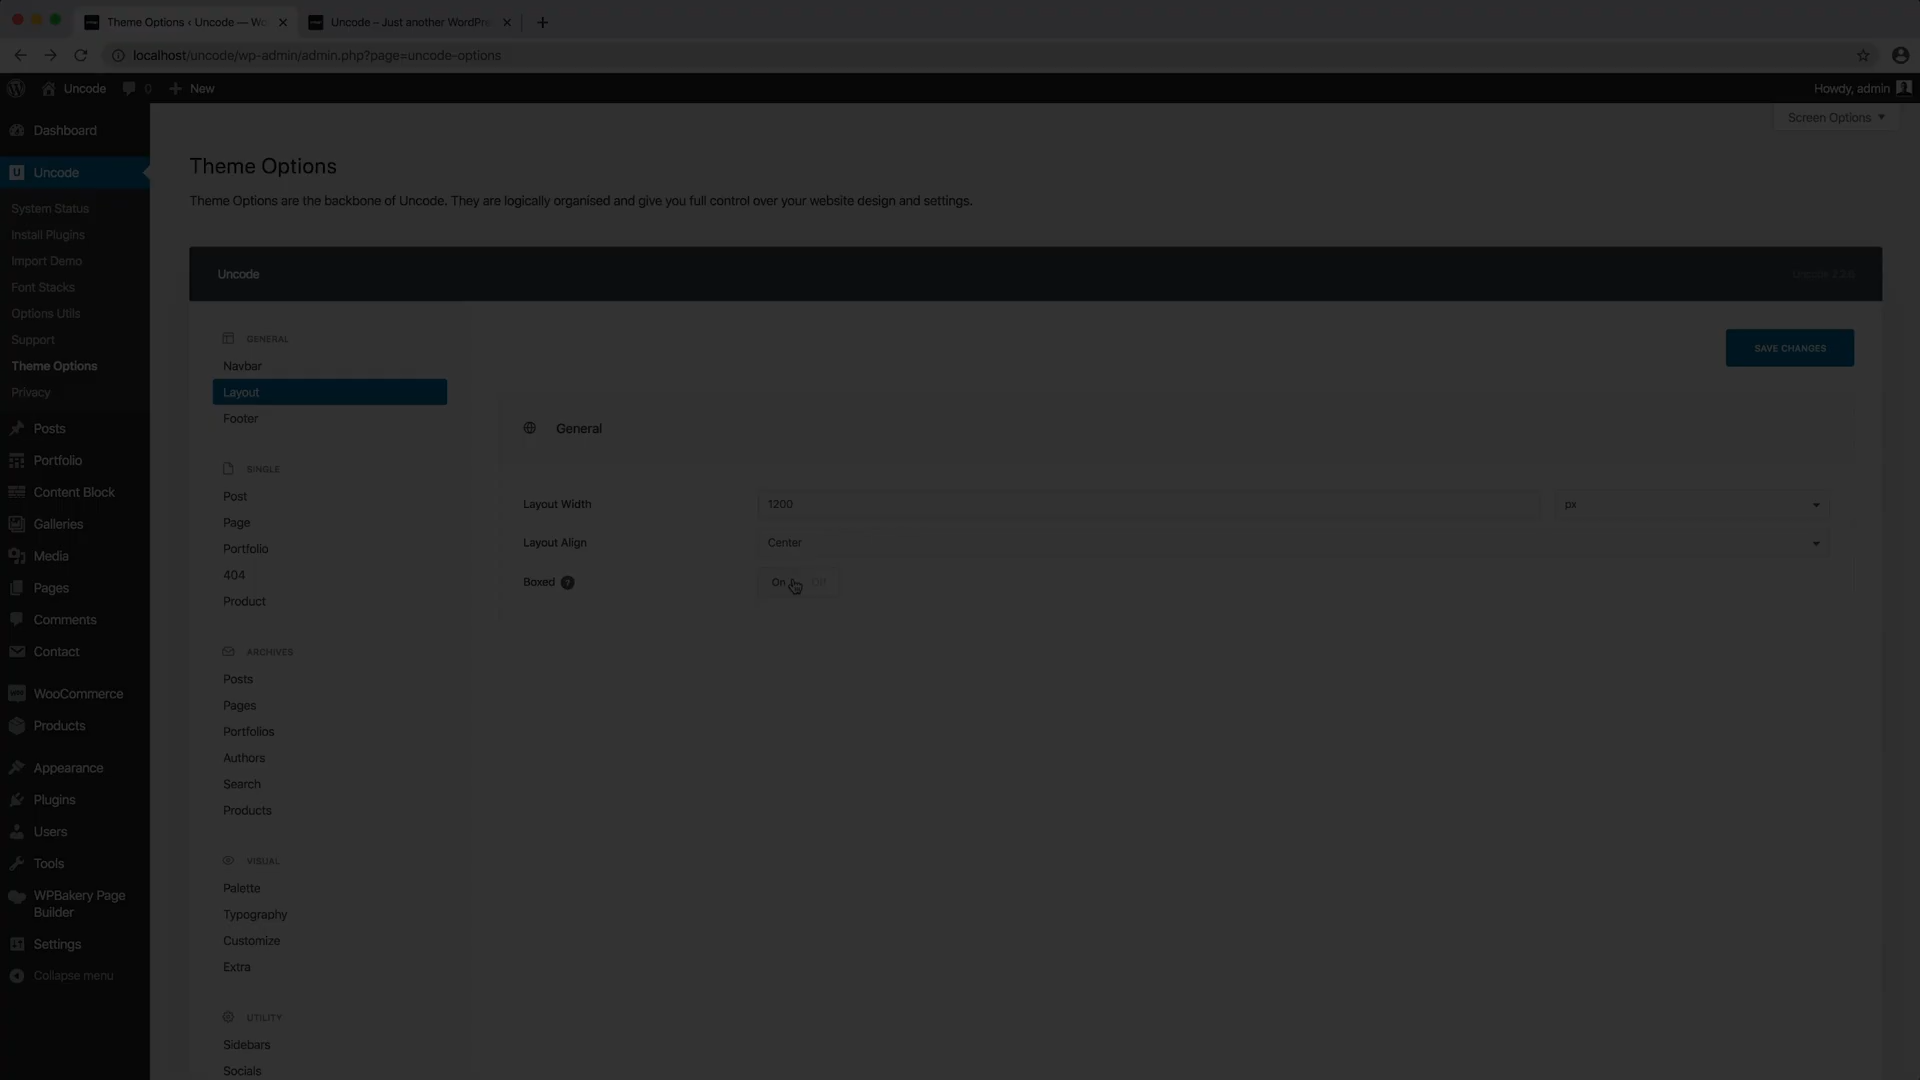 Theme Options ‹ Uncode — Wo
Uncode – Just another WordPre
localhost/uncode/wp-admin/admin.php?page=uncode-options
Uncode
0
New
Howdy, admin
Screen Options
Dashboard
Uncode
System Status
Install Plugins
Import Demo
Font Stacks
Options Utils
Support
Theme Options
Privacy
Posts
Portfolio
Content Block
Galleries
Media
Pages
Comments
Contact
WooCommerce
Products
Appearance
Plugins
Users
Tools
WPBakery Page
Builder
Settings
Collapse menu
Theme Options
Theme Options are the backbone of Uncode. They are logically organised and give you full control over your website design and settings.
Uncode
Uncode 2.2.6
GENERAL
Navbar
Layout
Footer
SINGLE
Post
Page
Portfolio
404
Product
ARCHIVES
Posts
Pages
Portfolios
Authors
Search
Products
VISUAL
Palette
Typography
Customize
Extra
UTILITY
Sidebars
Socials
SAVE CHANGES
General
Layout Width
1200
px
Layout Align
Center
Boxed ?
On
Off